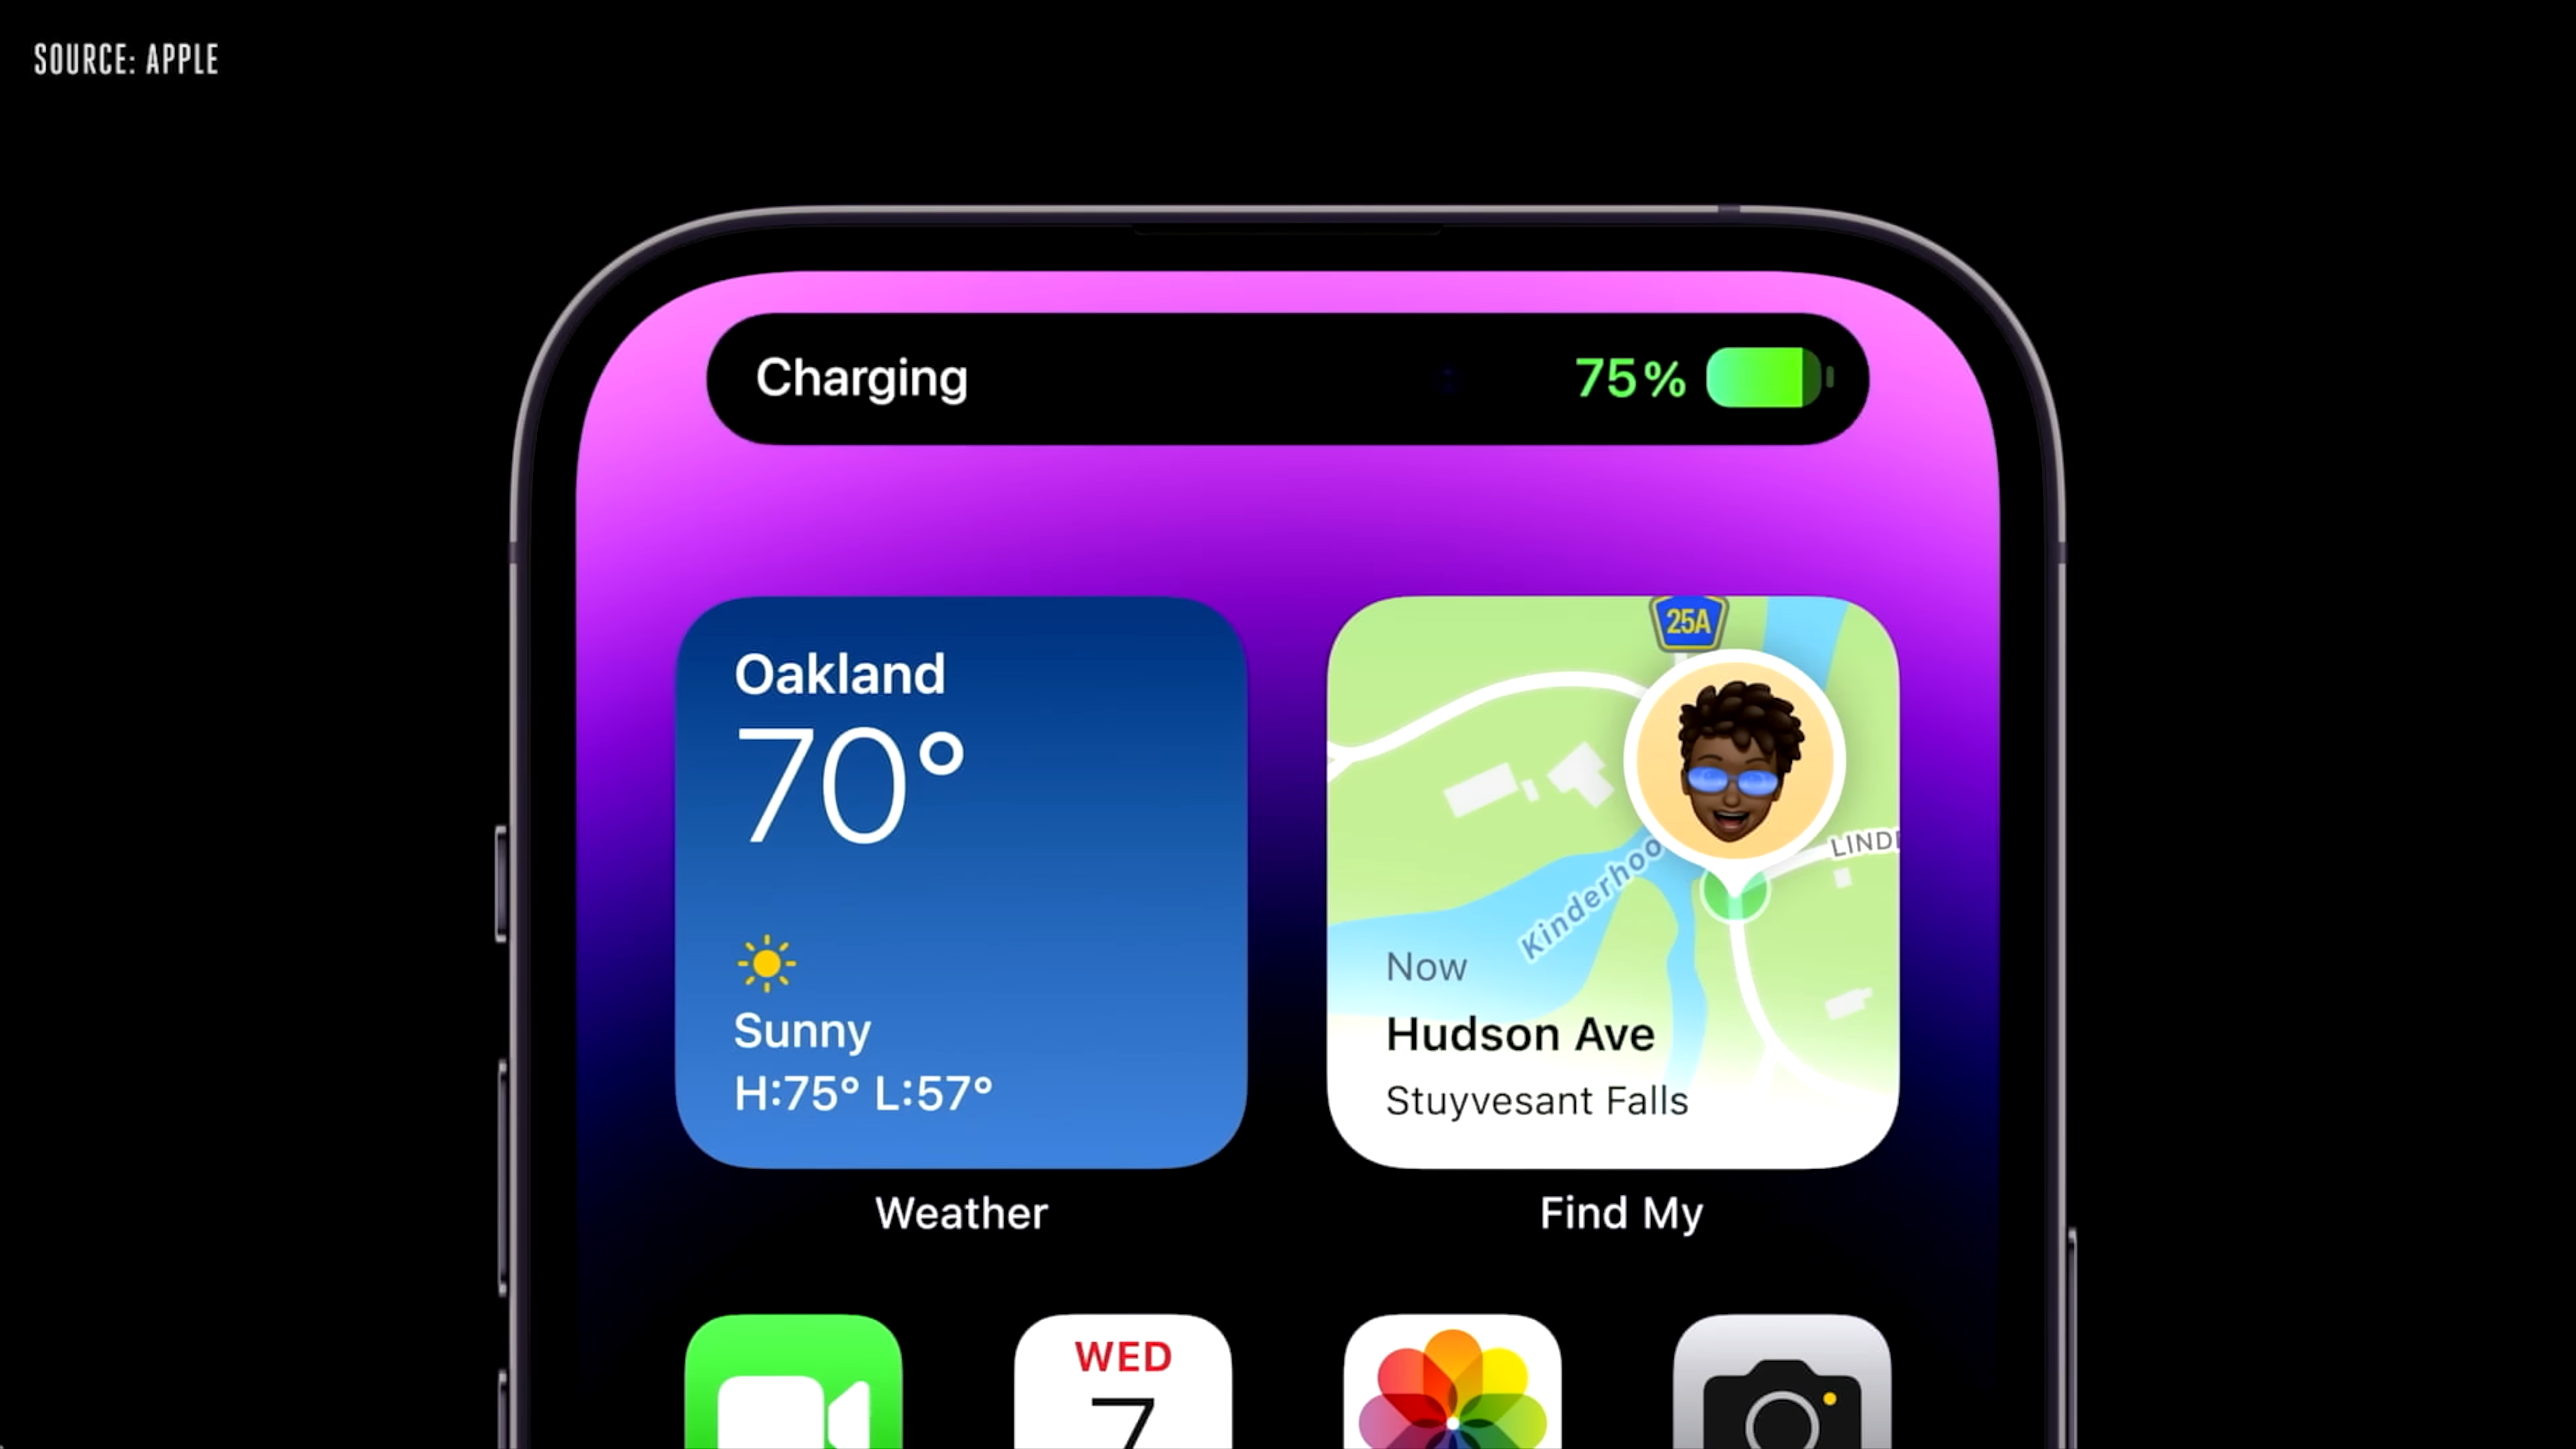 SOURCE: APPLE
Charging
75%
Oakland
70°
Sunny
H:75° L:57°
Weather
25A
LINDE
Kinderhoo
Now
Hudson Ave
Stuyvesant Falls
Find My
WED
7